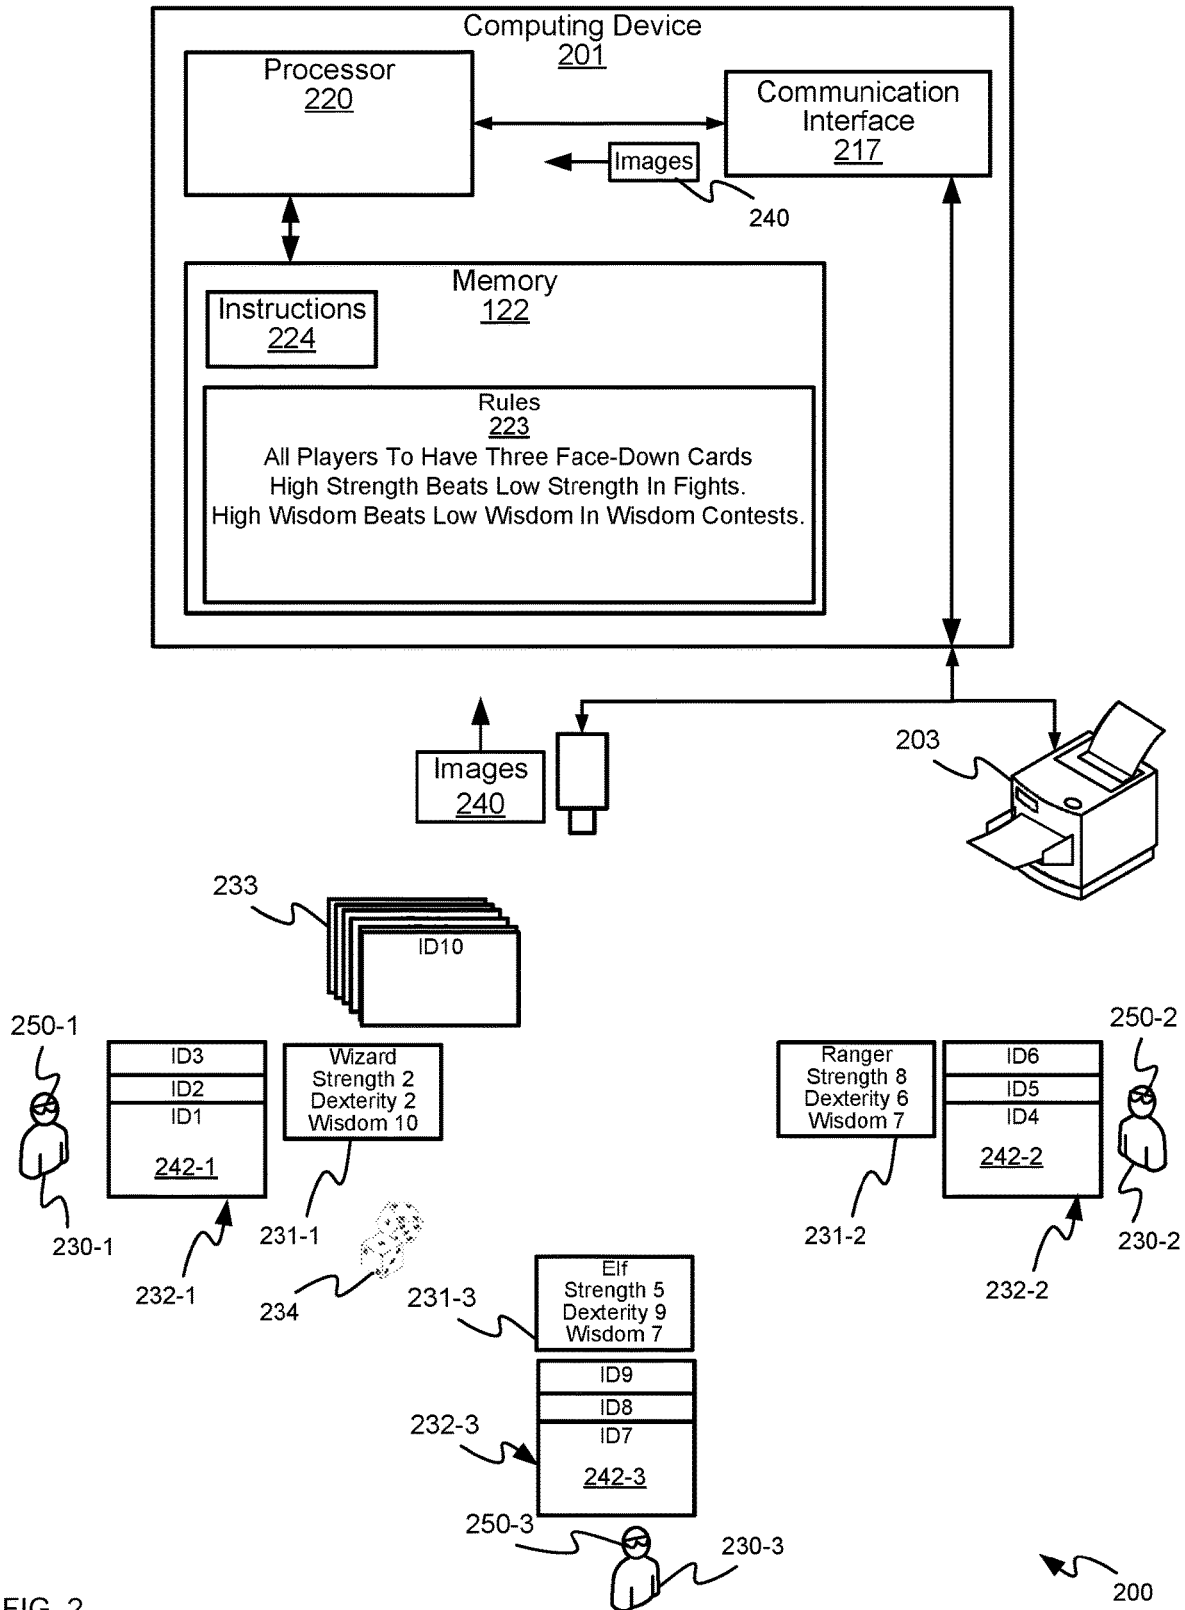 Computing Device
201
Processor
220
Communication
Interface
217
Images
240
Memory
122
Instructions
224
Rules
223
All Players To Have Three Face-Down Cards
High Strength Beats Low Strength In Fights.
High Wisdom Beats Low Wisdom In Wisdom Contests.
203
Images
240
233
ID10
250-1
ID3
ID2
ID1
242-1
Wizard
Strength 2
Dexterity 2
Wisdom 10
Ranger
Strength 8
Dexterity 6
Wisdom 7
ID6
ID5
ID4
242-2
250-2
230-1
232-1
231-1
234
231-2
232-2
230-2
231-3
Elf
Strength 5
Dexterity 9
Wisdom 7
ID9
ID8
ID7
242-3
232-3
250-3
230-3
200
FIG. 2